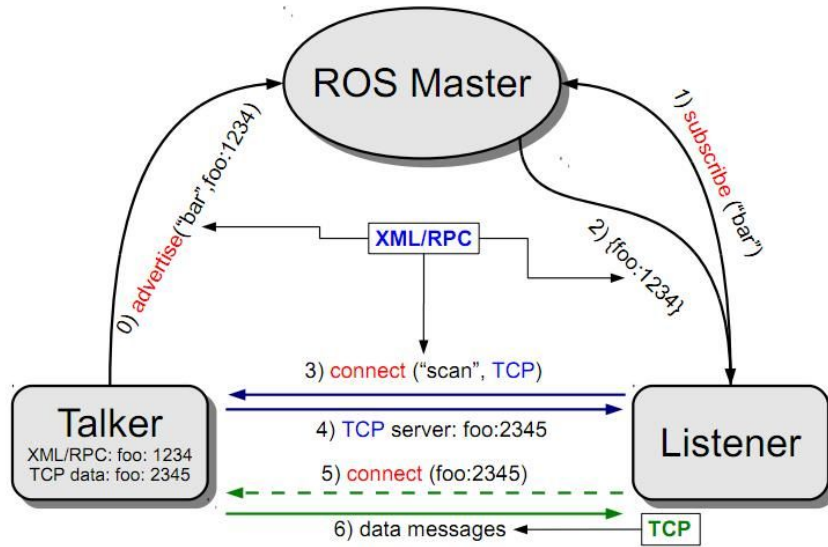 ROS Master
0) advertise("bar",foo:1234)
1) subscribe ("bar")
XML/RPC
2) {foo:1234}
3) connect ("scan", TCP)
Talker
XML/RPC: foo: 1234
TCP data: foo: 2345
4) TCP server: foo:2345
Listener
5) connect (foo:2345)
6) data messages
TCP